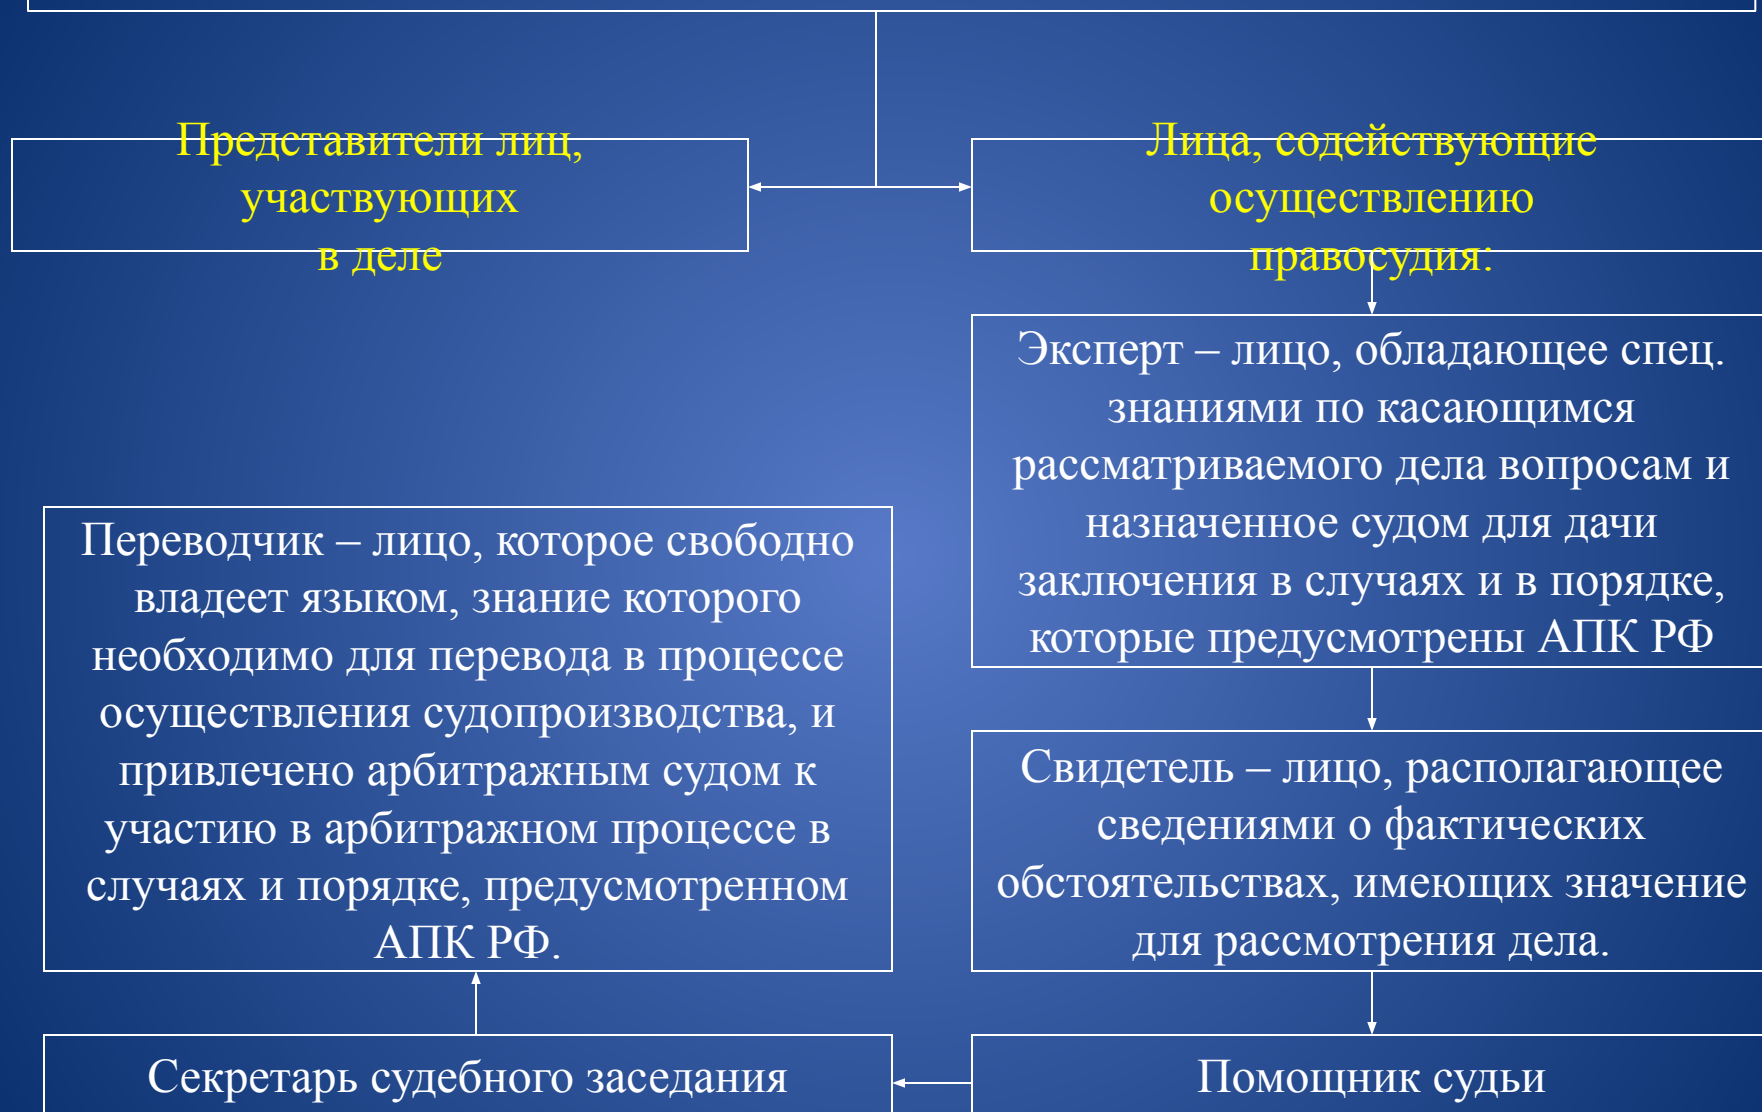 Представители лиц,
участвующих
в деле
Лица, содействующие
осуществлению
правосудия:
Эксперт – лицо, обладающее спец.
знаниями по касающимся
рассматриваемого дела вопросам и
назначенное судом для дачи
заключения в случаях и в порядке,
которые предусмотрены АПК РФ
Свидетель – лицо, располагающее
сведениями о фактических
обстоятельствах, имеющих значение
для рассмотрения дела.
Помощник судьи
Секретарь судебного заседания
Переводчик – лицо, которое свободно
владеет языком, знание которого
необходимо для перевода в процессе
осуществления судопроизводства, и
привлечено арбитражным судом к
участию в арбитражном процессе в
случаях и порядке, предусмотренном
АПК РФ.